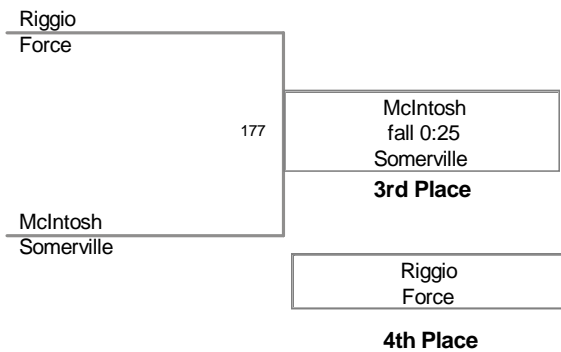 Riggio
Force
177
McIntosh
fall 0:25
Somerville
3rd Place
McIntosh
Somerville
Riggio
Force
4th Place